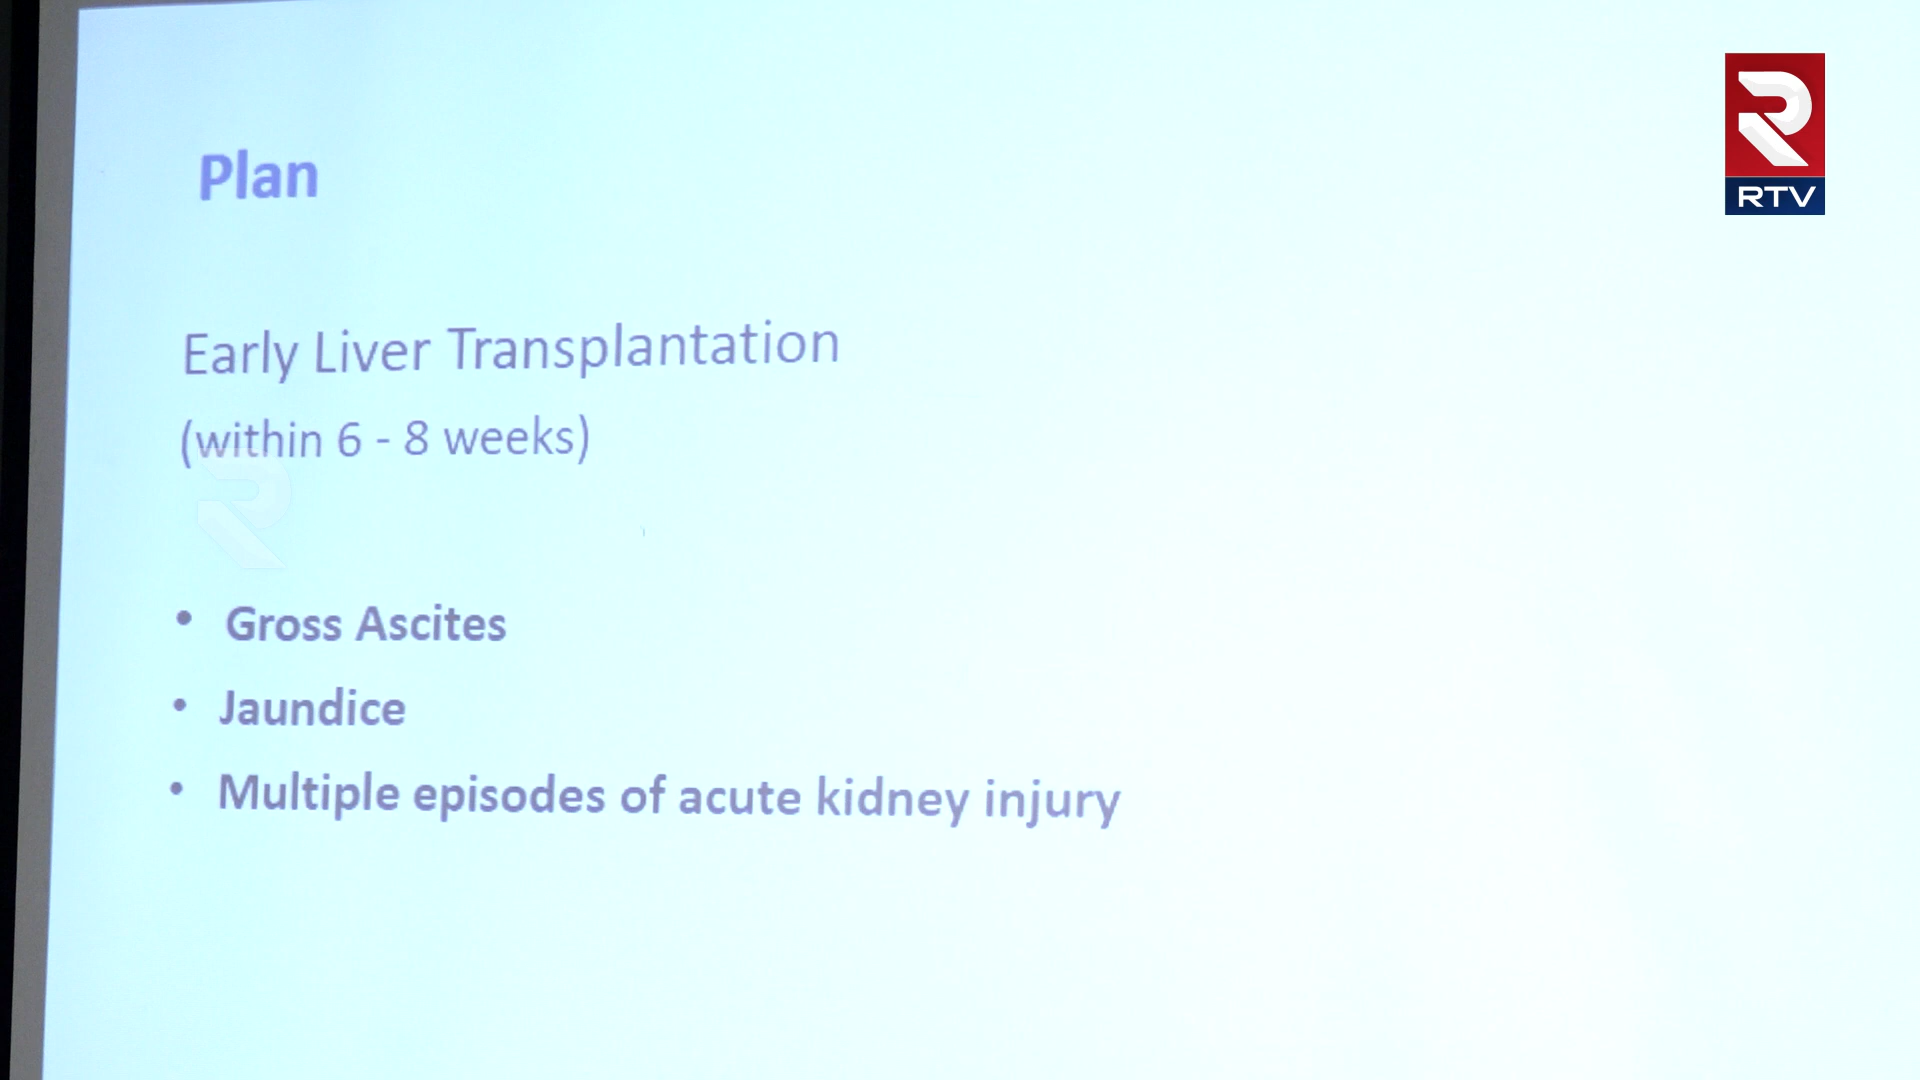 Plan
RTV
Early Liver Transplantation
(within 6 - 8 weeks)
• Gross Ascites
• Jaundice
• Multiple episodes of acute kidney injury